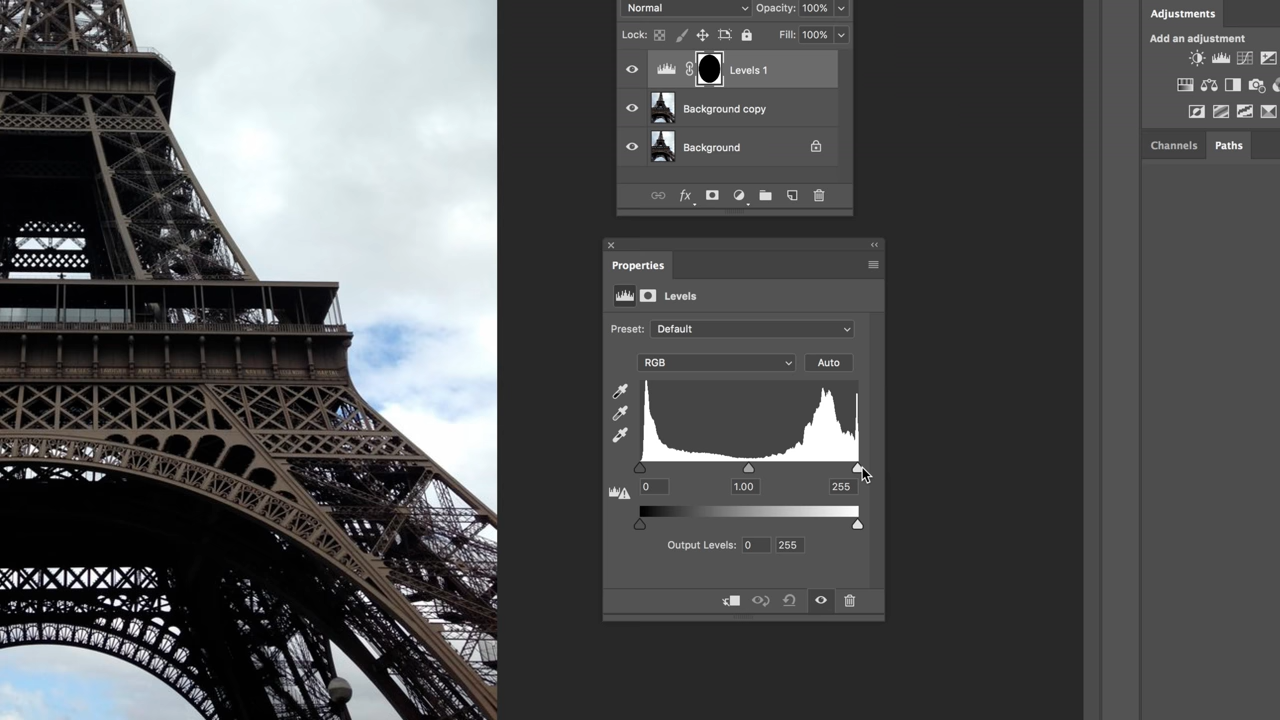 Normal
Opacity: 100%
Lock:
Fill: 100%
Levels 1
Background copy
Background
fx
Properties
Levels
Preset: Default
RGB
Auto
0
1.00
255
Output Levels: 0 255
Adjustments
Add an adjustment
Channels
Paths